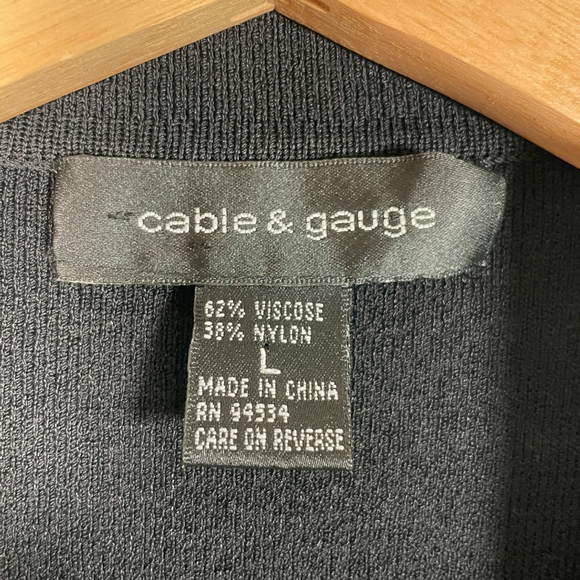 cable & gauge
62% VISCOSE
38% NYLON
L
MADE IN CHINA
RN 94534
CARE ON REVERSE